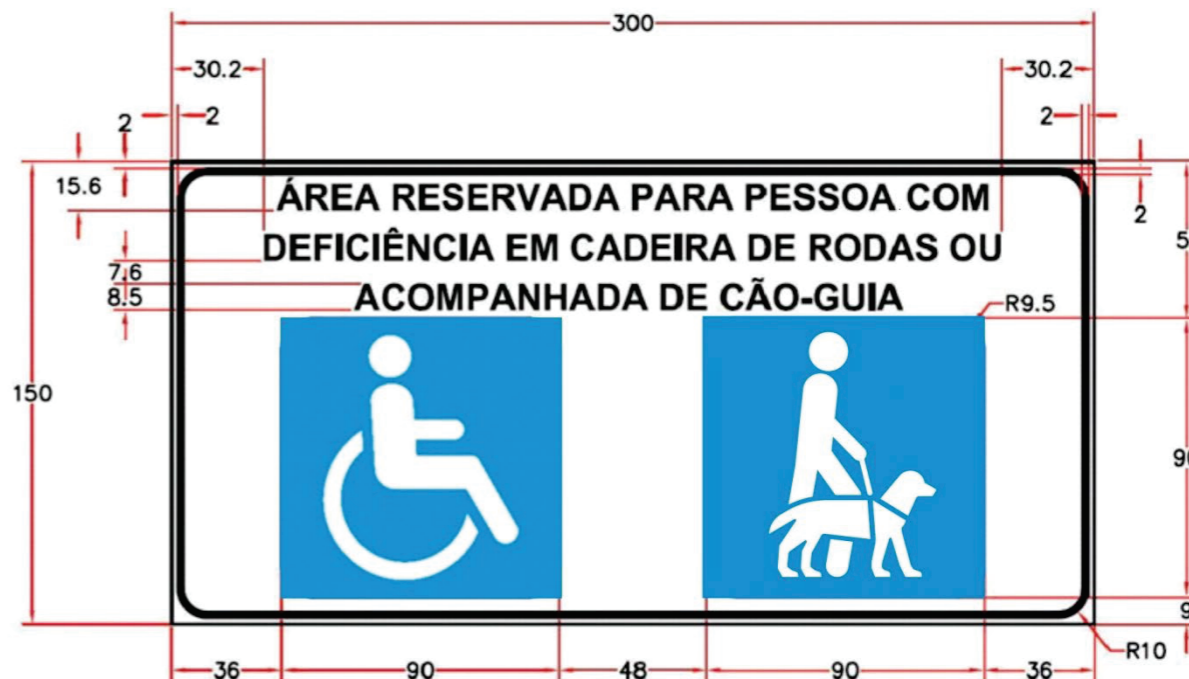 300
30.2 30.2
2 2 2
15.6
ÁREA RESERVADA PARA PESSOA COM
2
DEFICIÊNCIA EM CADEIRA DE RODAS OU
7.6
8.5
ACOMPANHADA DE CÃO-GUIA
R9.5
150
R10
36 90 48 90 36